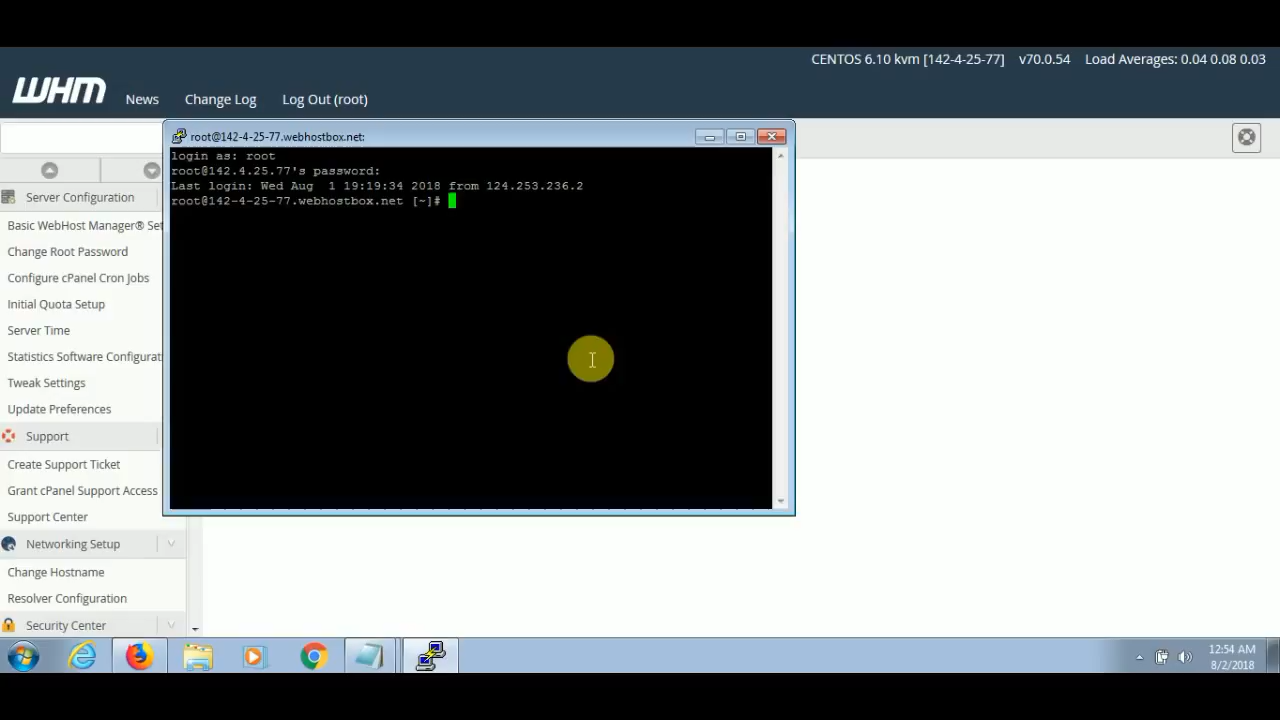 CENTOS 6.10 kvm [142-4-25-77] v70.0.54 Load Averages: 0.04 0.08 0.03
WHM News Change Log Log Out (root)
root@142-4-25-77.webhostbox.net:
login as: root
root@142.4.25.77's password:
Last login: Wed Aug  1 19:19:34 2018 from 124.253.236.2
root@142-4-25-77.webhostbox.net [~]#
Server Configuration
Basic WebHost Manager® Set
Change Root Password
Configure cPanel Cron Jobs
Initial Quota Setup
Server Time
Statistics Software Configurat
Tweak Settings
Update Preferences
Support
Create Support Ticket
Grant cPanel Support Access
Support Center
Networking Setup
Change Hostname
Resolver Configuration
Security Center
12:54 AM
8/2/2018